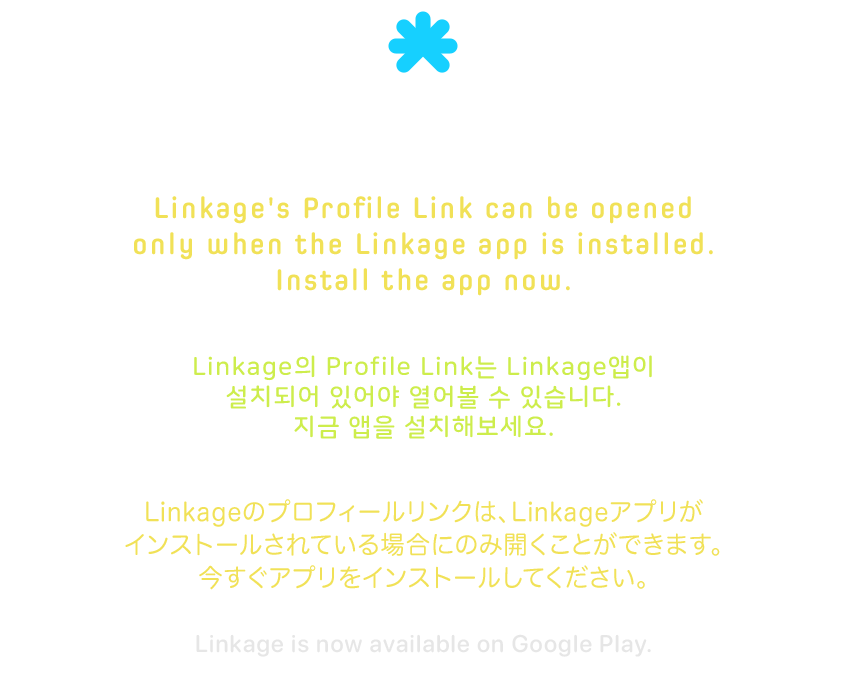 Linkage's Profile Link can be opened
only when the Linkage app is installed.
Install the app now.
Linkage의 Profile Link는 Linkage앱이
설치되어 있어야 열어볼 수 있습니다.
지금 앱을 설치해보세요.
Linkageのプロフィールリンクは、Linkageアプリが
インストールされている場合にのみ開くことができます。
今すぐアプリをインストールしてください。
Linkage is now available on Google Play.